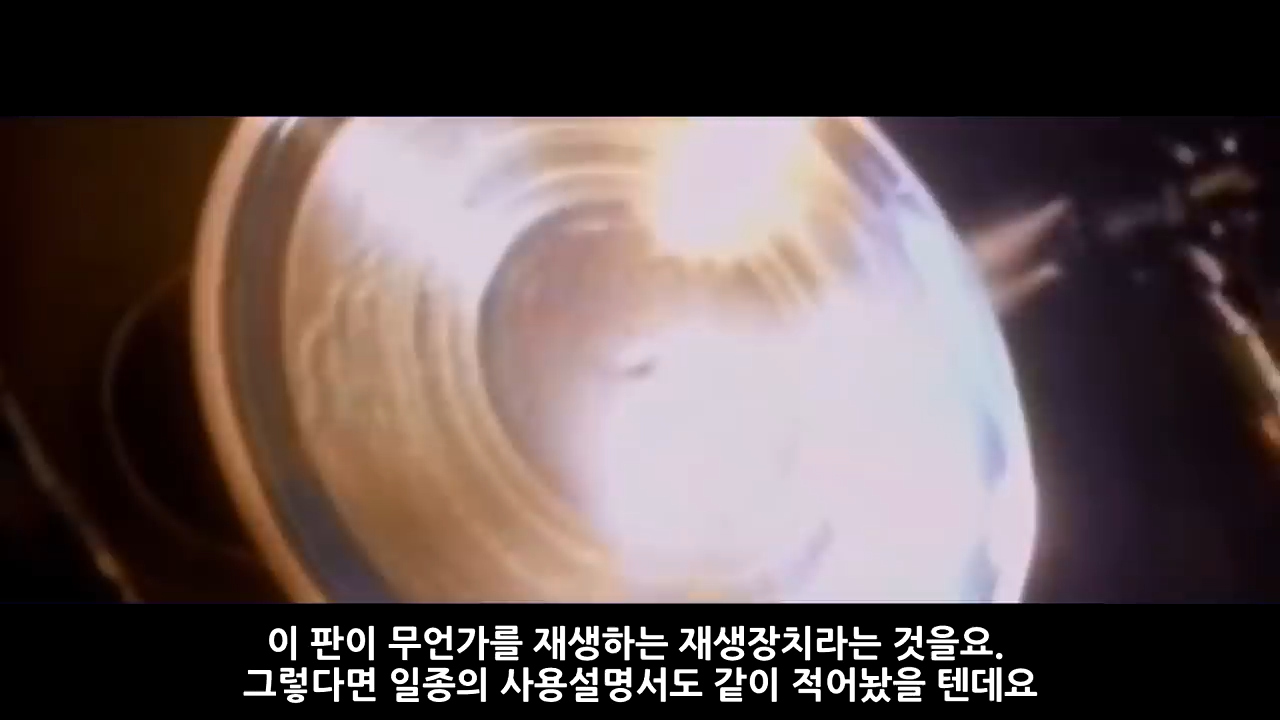 이 판이 무언가를 재생하는 재생장치라는 것을요.
그렇다면 일종의 사용설명서도 같이 적어놨을 텐데요